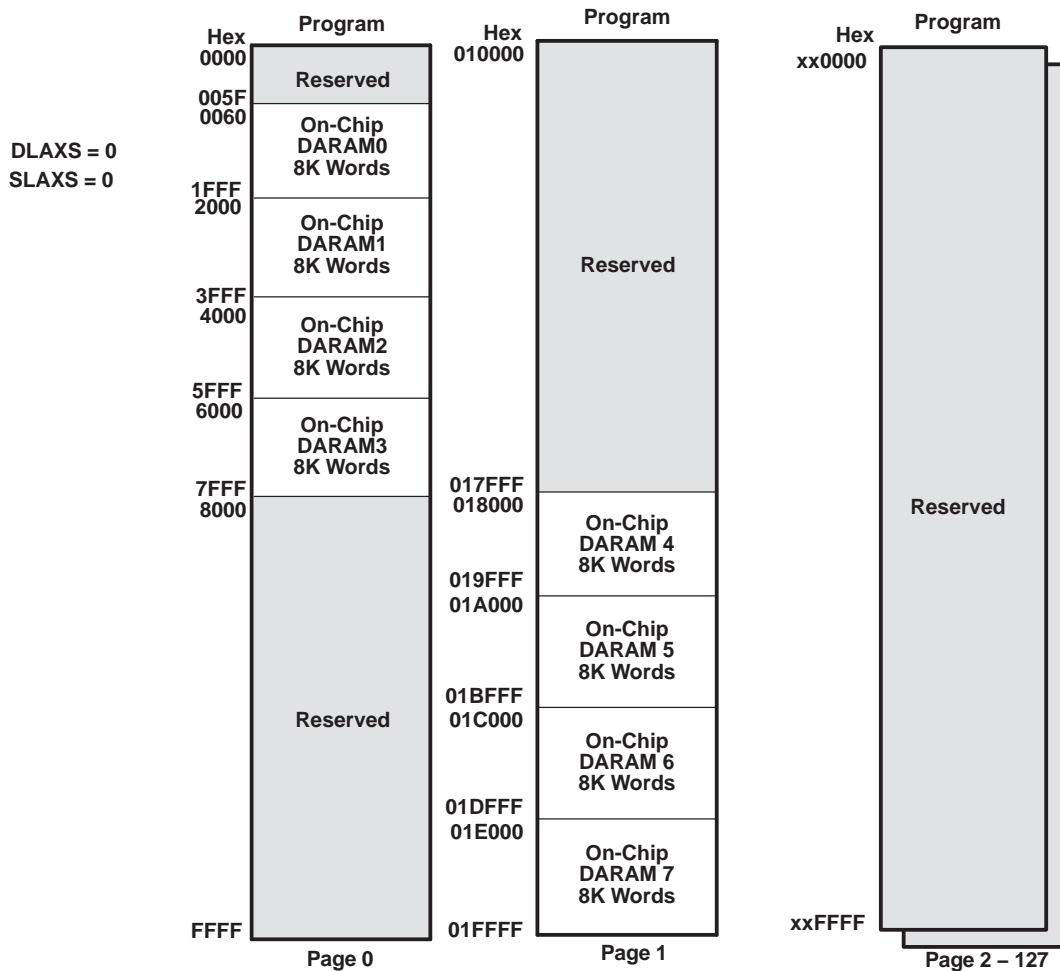 DLAXS = 0
SLAXS = 0
Hex
Program
0000
Reserved
005F
0060
On-Chip
DARAM0
8K Words
1FFF
2000
On-Chip
DARAM1
8K Words
3FFF
4000
On-Chip
DARAM2
8K Words
5FFF
6000
On-Chip
DARAM3
8K Words
7FFF
8000
Reserved
FFFF
Page 0
Hex
Program
010000
Reserved
017FFF
018000
On-Chip
DARAM 4
8K Words
019FFF
01A000
On-Chip
DARAM 5
8K Words
01BFFF
01C000
On-Chip
DARAM 6
8K Words
01DFFF
01E000
On-Chip
DARAM 7
8K Words
01FFFF
Page 1
Hex
Program
xx0000
Reserved
xxFFFF
Page 2 – 127